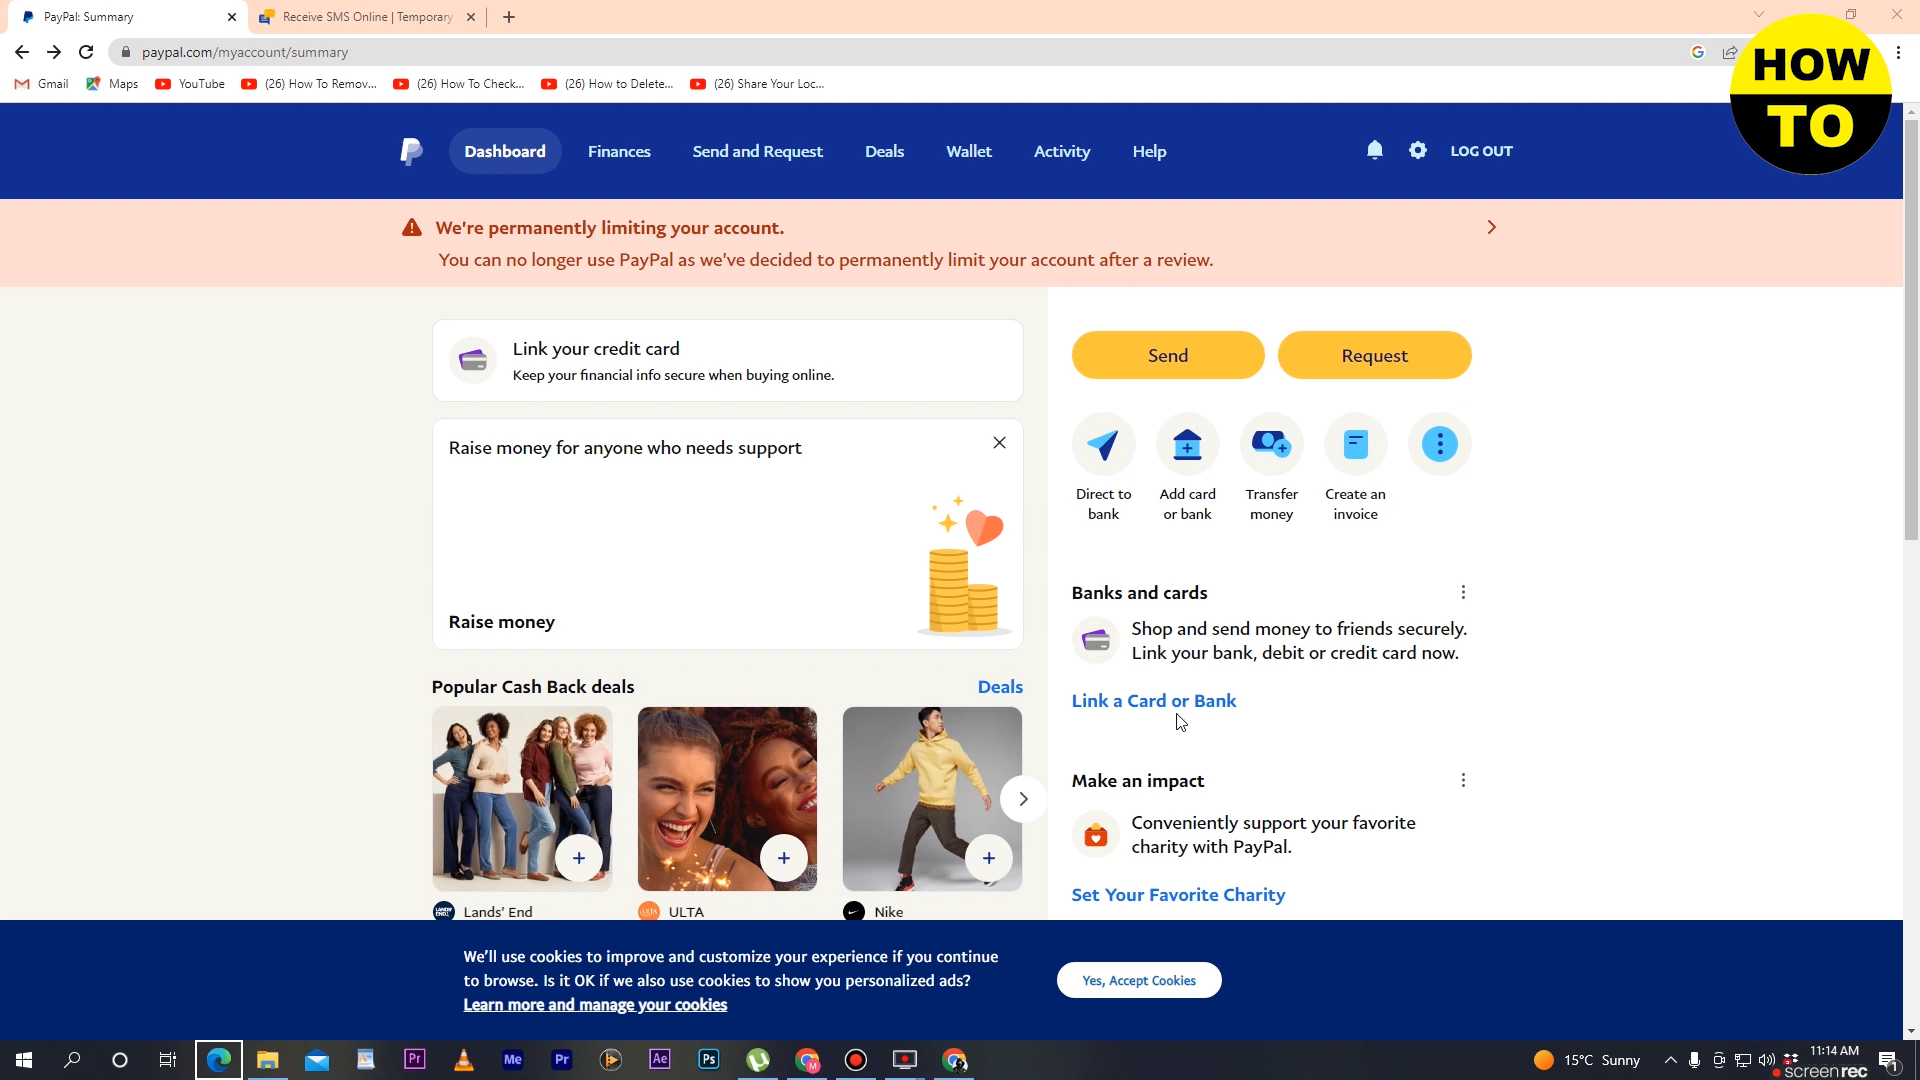 PayPal: Summary
Receive SMS Online | Temporary
paypal.com/myaccount/summary
Gmail
Maps
YouTube
(26) How To Remov...
(26) How To Check...
(26) How to Delete...
(26) Share Your Loc...
HOW
TO
Dashboard
Finances
Send and Request
Deals
Wallet
Activity
Help
LOG OUT
We're permanently limiting your account.
You can no longer use PayPal as we've decided to permanently limit your account after a review.
Link your credit card
Keep your financial info secure when buying online.
Raise money for anyone who needs support
Raise money
Popular Cash Back deals
Deals
LANDS' END
Lands' End
ULTA
ULTA
Nike
Send
Request
Direct to
bank
Add card
or bank
Transfer
money
Create an
invoice
Banks and cards
Shop and send money to friends securely.
Link your bank, debit or credit card now.
Link a Card or Bank
Make an impact
Conveniently support your favorite
charity with PayPal.
Set Your Favorite Charity
We'll use cookies to improve and customize your experience if you continue
to browse. Is it OK if we also use cookies to show you personalized ads?
Learn more and manage your cookies
Yes, Accept Cookies
Pr
Me
Pr
Ae
Ps
M
15°C Sunny
11:14 AM
screenrec
1